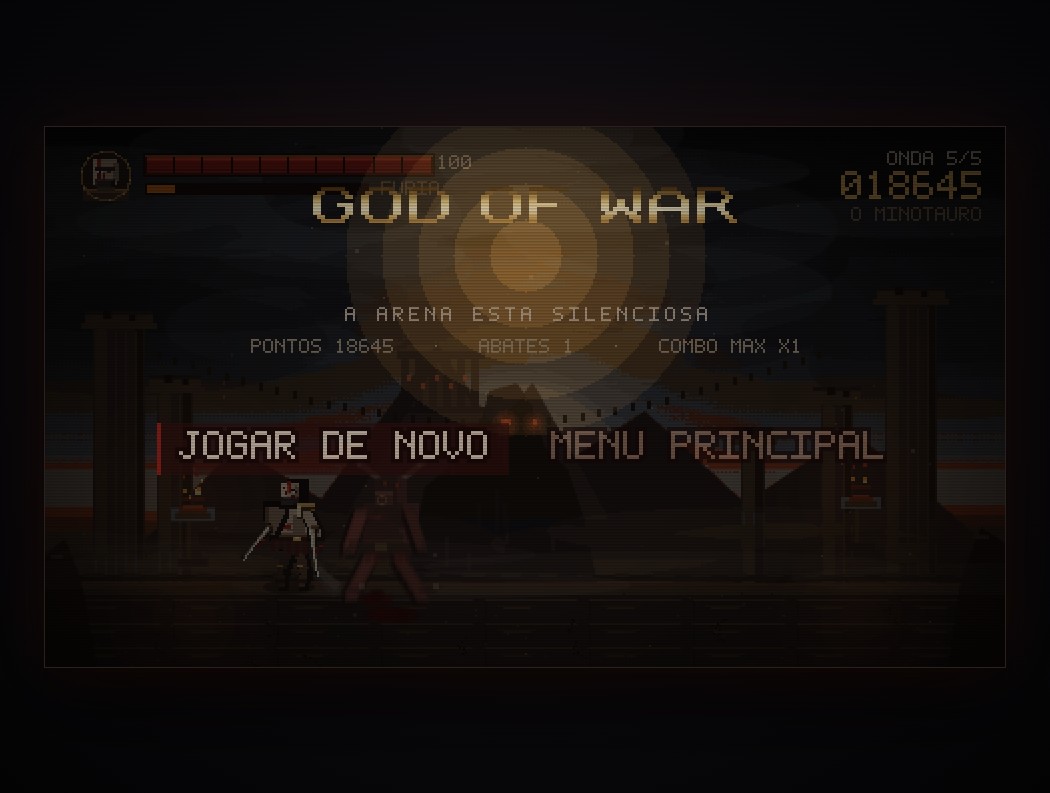 100
ONDA 5/5
FURIA
018645
GOD OF WAR
O MINOTAURO
A ARENA ESTA SILENCIOSA
PONTOS 18645 · ABATES 1 · COMBO MAX X1
JOGAR DE NOVO MENU PRINCIPAL